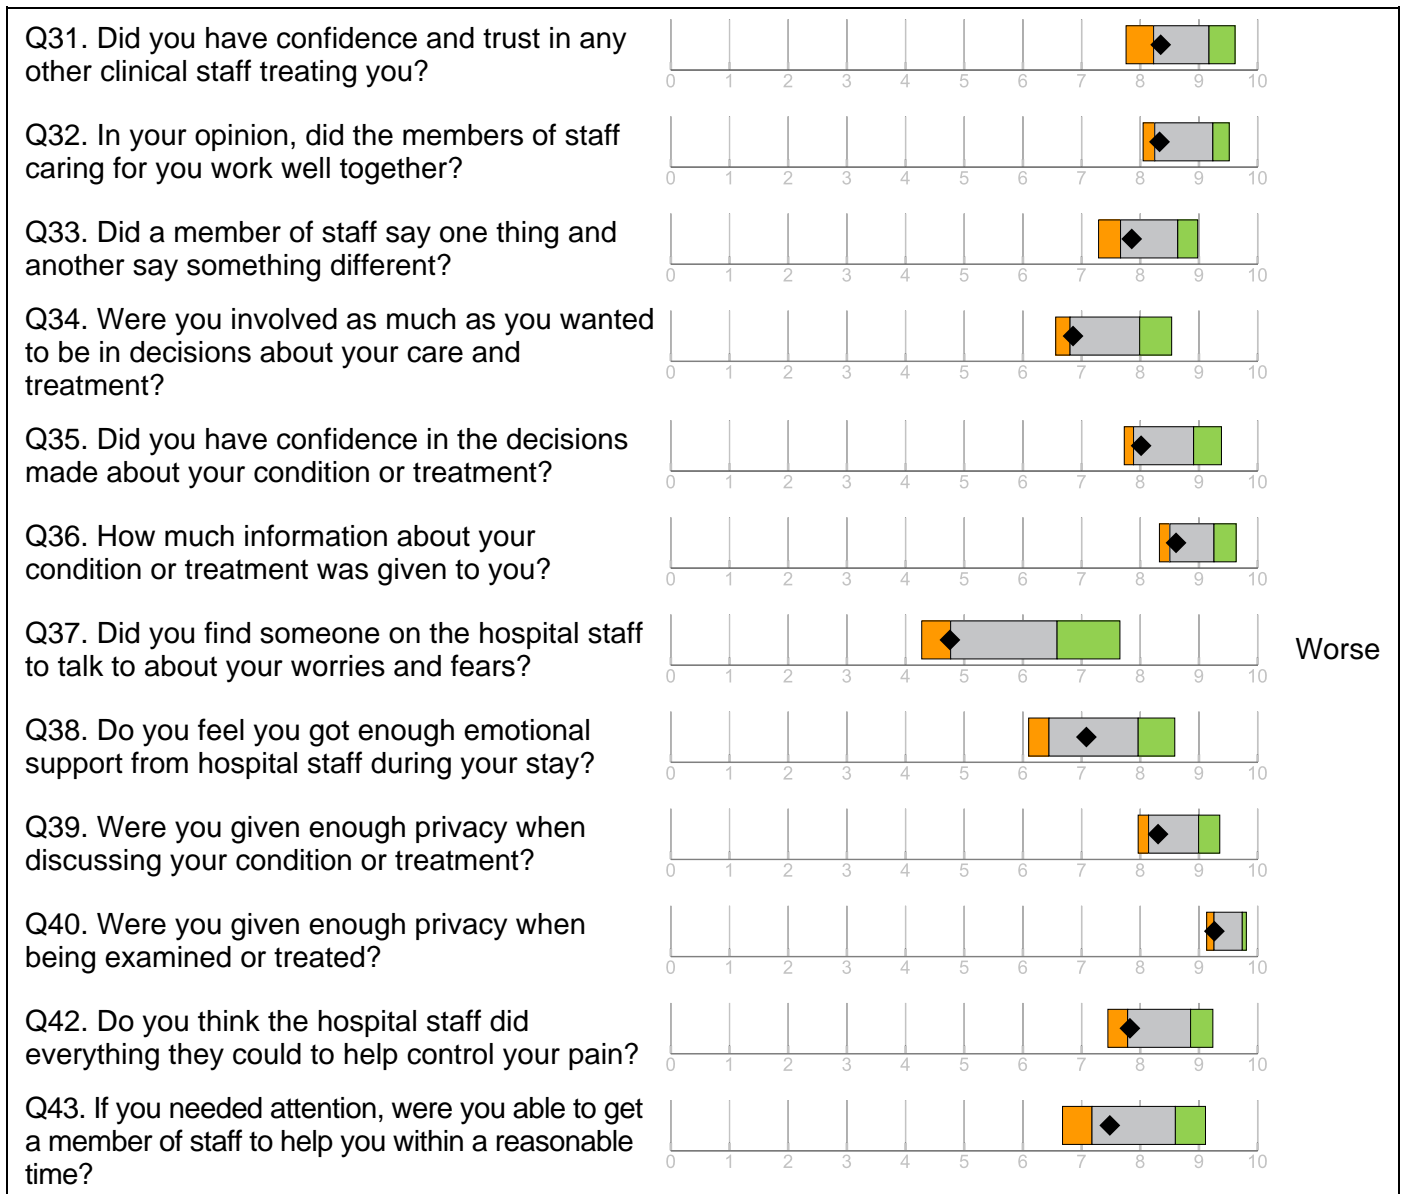 Q31. Did you have confidence and trust in any
other clinical staff treating you?
0 1 2 3 4 5 6 7 8 9 10
Q32. In your opinion, did the members of staff
caring for you work well together?
0 1 2 3 4 5 6 7 8 9 10
Q33. Did a member of staff say one thing and
another say something different?
0 1 2 3 4 5 6 7 8 9 10
Q34. Were you involved as much as you wanted
to be in decisions about your care and
treatment?
0 1 2 3 4 5 6 7 8 9 10
Q35. Did you have confidence in the decisions
made about your condition or treatment?
0 1 2 3 4 5 6 7 8 9 10
Q36. How much information about your
condition or treatment was given to you?
0 1 2 3 4 5 6 7 8 9 10
Q37. Did you find someone on the hospital staff
to talk to about your worries and fears?
0 1 2 3 4 5 6 7 8 9 10
Worse
Q38. Do you feel you got enough emotional
support from hospital staff during your stay?
0 1 2 3 4 5 6 7 8 9 10
Q39. Were you given enough privacy when
discussing your condition or treatment?
0 1 2 3 4 5 6 7 8 9 10
Q40. Were you given enough privacy when
being examined or treated?
0 1 2 3 4 5 6 7 8 9 10
Q42. Do you think the hospital staff did
everything they could to help control your pain?
0 1 2 3 4 5 6 7 8 9 10
Q43. If you needed attention, were you able to get
a member of staff to help you within a reasonable
time?
0 1 2 3 4 5 6 7 8 9 10